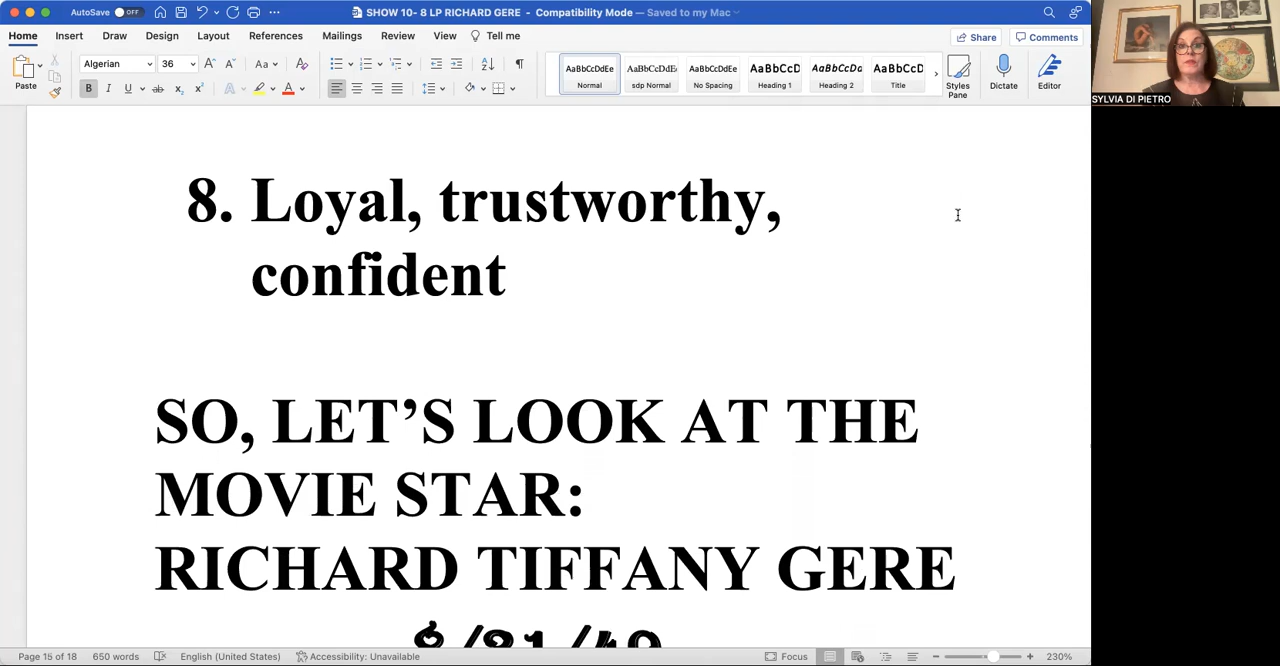 AutoSave OFF SHOW 10- 8 LP RICHARD GERE - Compatibility Mode — Saved to my Mac
Home Insert Draw Design Layout References Mailings Review View Tell me Share Comments
Paste Algerian 36 Aa AaBbCcDdEe AaBbCcDdE AaBbCcDdEe AaBbCcD AaBbCcDd AaBbCcD
Normal sdp Normal No Spacing Heading 1 Heading 2 Title Styles Pane Dictate Editor
SYLVIA DI PIETRO
8. Loyal, trustworthy,
confident
SO, LET’S LOOK AT THE
MOVIE STAR:
RICHARD TIFFANY GERE
Page 15 of 18 650 words English (United States) Accessibility: Unavailable Focus 230%